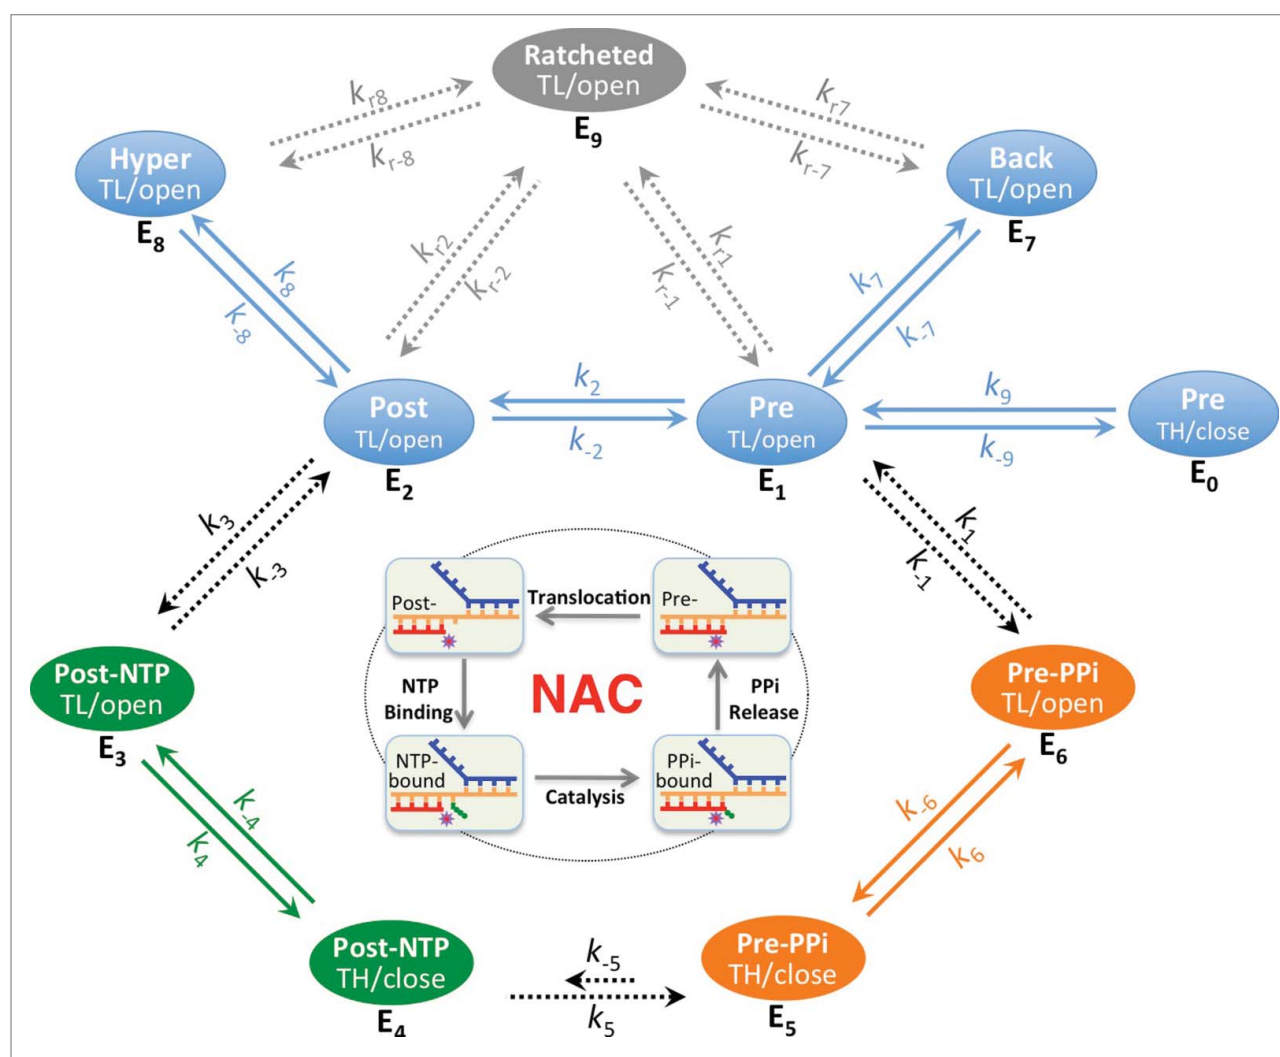 Ratcheted
TL/open
E9
kr8
kr-8
kr7
kr-7
Hyper
TL/open
E8
Back
TL/open
E7
kr2
kr-2
kr1
kr-1
k8
k-8
k7
k-7
Post
TL/open
E2
k2
k-2
Pre
TL/open
E1
k9
k-9
Pre
TH/close
E0
k3
k-3
k1
k-1
Post-
Translocation
Pre-
NTP
Binding
NAC
PPi
Release
NTP-
bound
Catalysis
PPi-
bound
Post-NTP
TL/open
E3
Pre-PPi
TL/open
E6
k-4
k4
k-6
k6
Post-NTP
TH/close
E4
k-5
k5
Pre-PPi
TH/close
E5